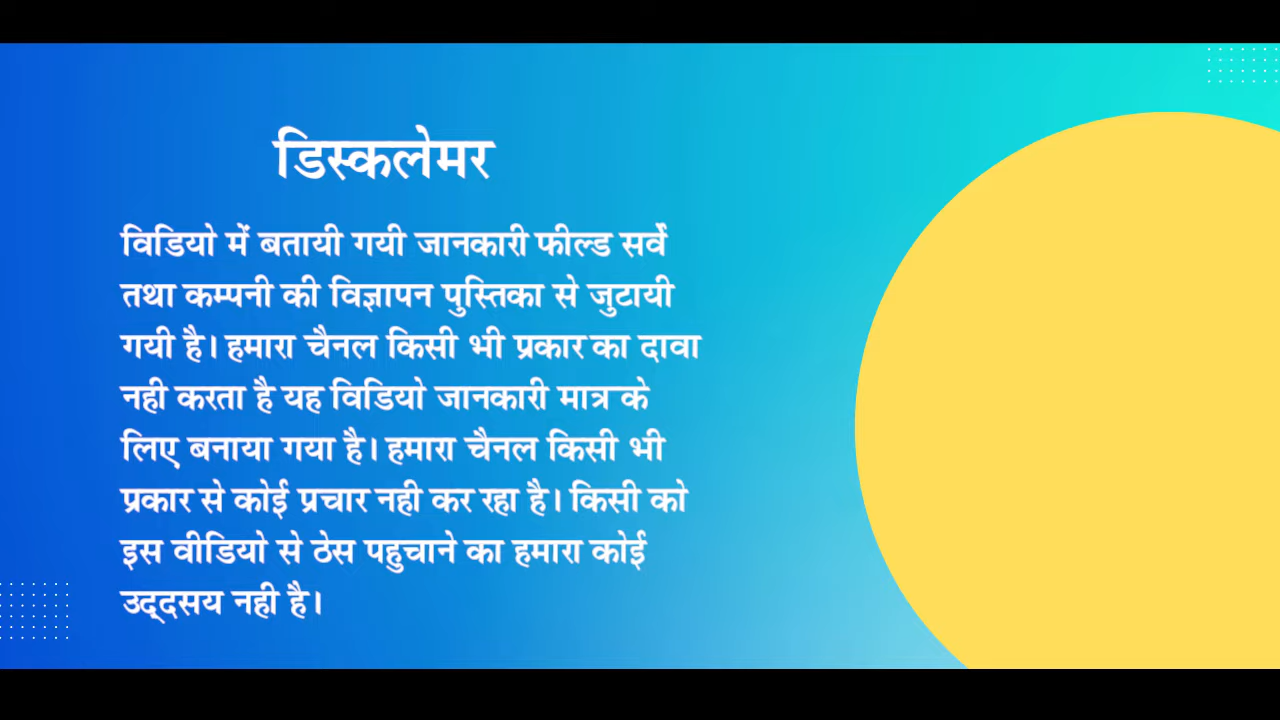 डिस्कलेमर
विडियो में बतायी गयी जानकारी फील्ड सर्वे
तथा कम्पनी की विज्ञापन पुस्तिका से जुटायी
गयी है। हमारा चैनल किसी भी प्रकार का दावा
नही करता है यह विडियो जानकारी मात्र के
लिए बनाया गया है। हमारा चैनल किसी भी
प्रकार से कोई प्रचार नही कर रहा है। किसी को
इस वीडियो से ठेस पहुचाने का हमारा कोई
उद्दसय नही है।